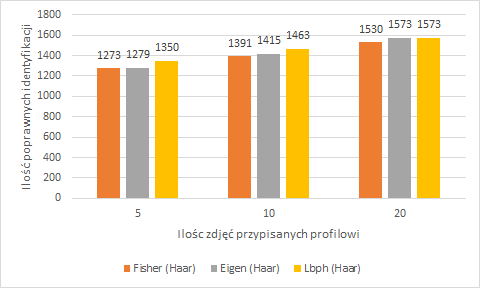 1800
1600
1400
1200
1000
800
600
400
200
0
Ilość poprawnych identyfikacji
1273 1279 1350
1391 1415 1463
1530 1573 1573
5 10 20
Ilośc zdjęć przypisanych profilowi
Fisher (Haar) Eigen (Haar) Lbph (Haar)